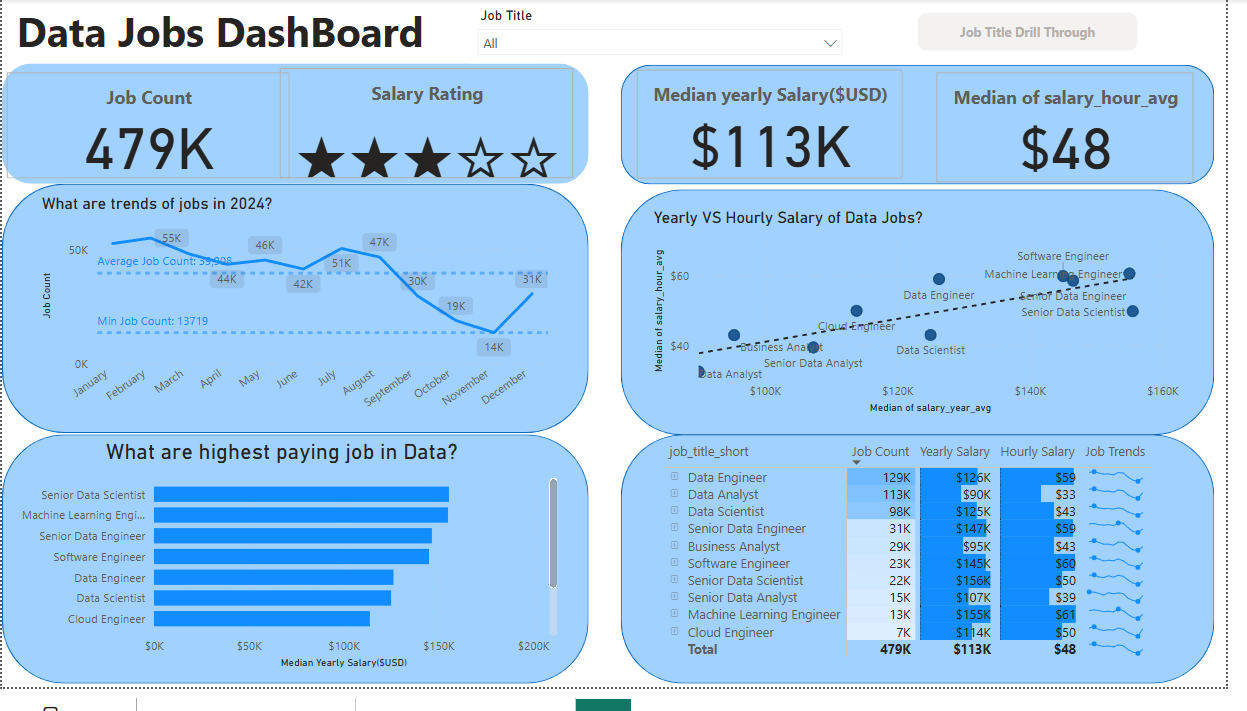 Data Jobs DashBoard
Job Title
All
Job Title Drill Through
Job Count
479K
Salary Rating
Median yearly Salary($USD)
$113K
Median of salary_hour_avg
$48
What are trends of jobs in 2024?
Job Count
50K
0K
Average Job Count: 39,908
Min Job Count: 13719
55K
44K
46K
42K
51K
47K
30K
19K
14K
31K
January
February
March
April
May
June
July
August
September
October
November
December
Yearly VS Hourly Salary of Data Jobs?
Median of salary_hour_avg
$60
$40
Software Engineer
Machine Learning Engineer
Data Engineer
Senior Data Engineer
Senior Data Scientist
Cloud Engineer
Business Analyst
Data Scientist
Senior Data Analyst
Data Analyst
$100K
$120K
$140K
$160K
Median of salary_year_avg
What are highest paying job in Data?
Senior Data Scientist
Machine Learning Engi...
Senior Data Engineer
Software Engineer
Data Engineer
Data Scientist
Cloud Engineer
$0K
$50K
$100K
$150K
$200K
Median Yearly Salary($USD)
job_title_short Job Count Yearly Salary Hourly Salary Job Trends
Data Engineer 129K $126K $59
Data Analyst 113K $90K $33
Data Scientist 98K $125K $43
Senior Data Engineer 31K $147K $59
Business Analyst 29K $95K $43
Software Engineer 23K $145K $60
Senior Data Scientist 22K $156K $50
Senior Data Analyst 15K $107K $39
Machine Learning Engineer 13K $155K $61
Cloud Engineer 7K $114K $50
Total 479K $113K $48